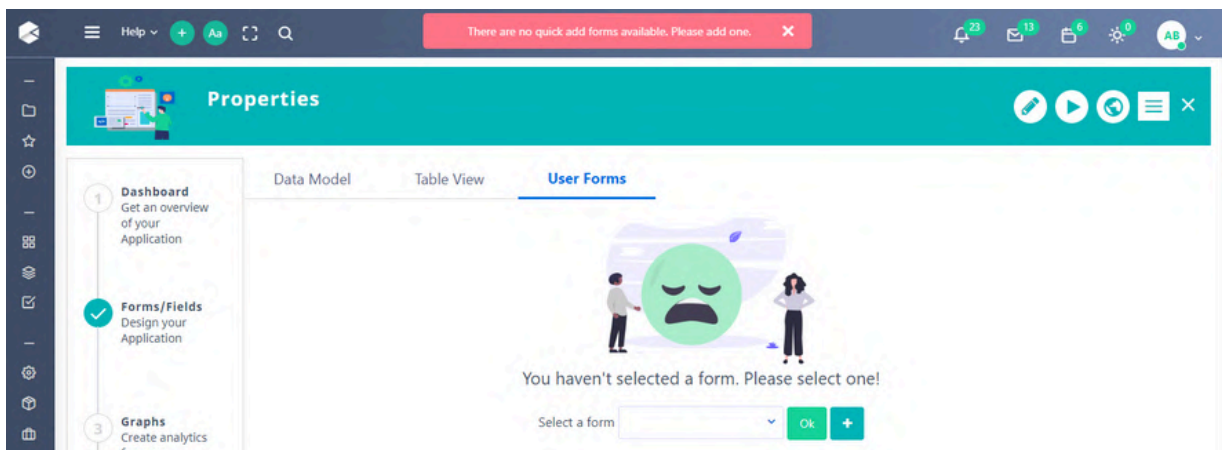 Help
Aa
There are no quick add forms available. Please add one.
23
13
6
0
AB
Properties
Data Model
Table View
User Forms
1
Dashboard
Get an overview
of your
Application
Forms/Fields
Design your
Application
3
Graphs
Create analytics
You haven't selected a form. Please select one!
Select a form
Ok